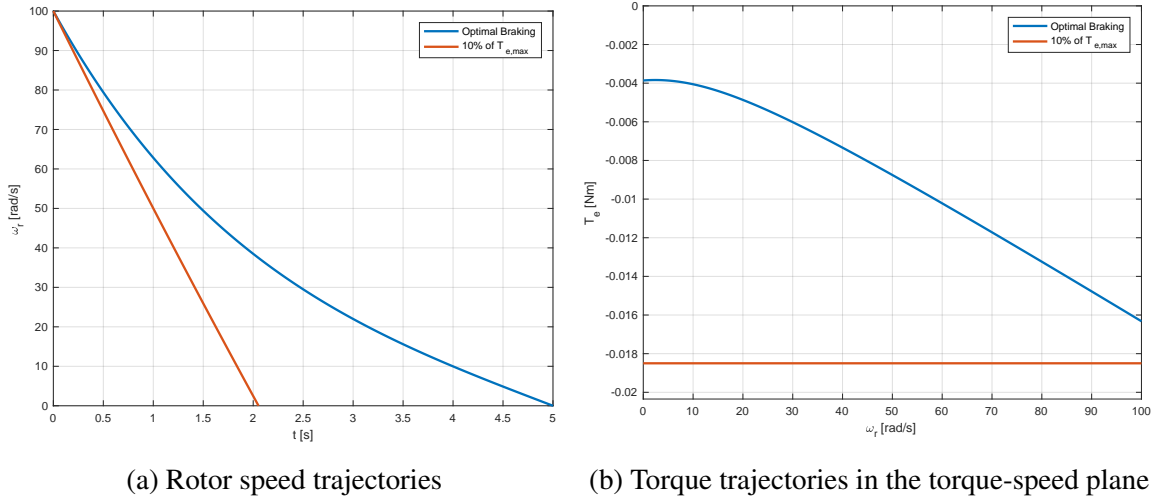 100
90
80
70
60
50
40
30
20
10
0
ω_r [rad/s]
Optimal Braking
10% of T_e,max
0 0.5 1 1.5 2 2.5 3 3.5 4 4.5 5
t [s]
(a) Rotor speed trajectories
0
-0.002
-0.004
-0.006
-0.008
-0.01
-0.012
-0.014
-0.016
-0.018
-0.02
T_e [Nm]
Optimal Braking
10% of T_e,max
0 10 20 30 40 50 60 70 80 90 100
ω_r [rad/s]
(b) Torque trajectories in the torque-speed plane